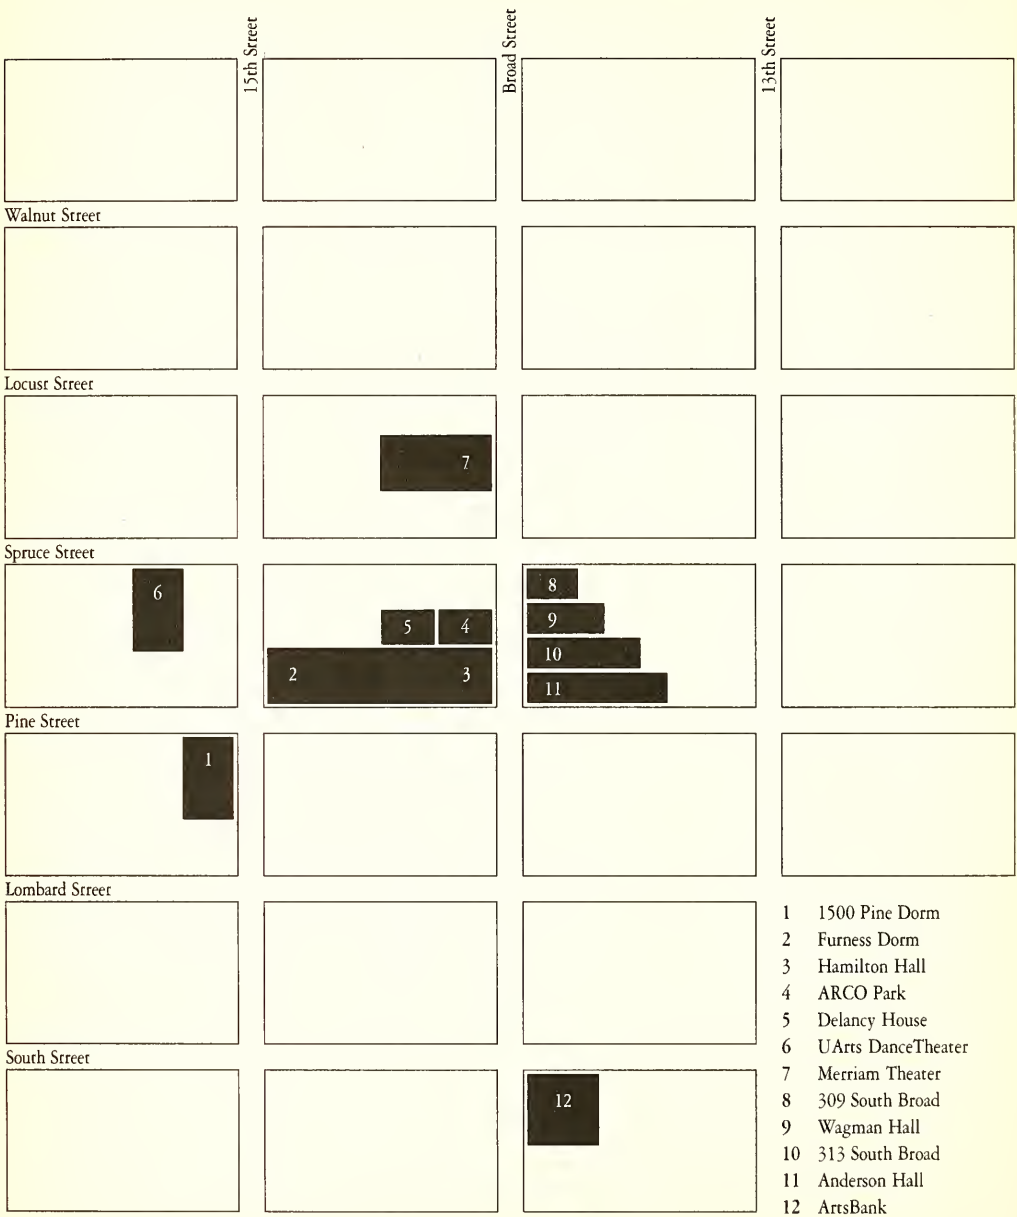 15th Street
Broad Street
13th Street
Walnut Street
Locust Street
7
Spruce Street
6
8
5
4
9
10
2
3
11
Pine Street
1
Lombard Street
South Street
12
1 1500 Pine Dorm
2 Furness Dorm
3 Hamilton Hall
4 ARCO Park
5 Delancy House
6 UArts DanceTheater
7 Merriam Theater
8 309 South Broad
9 Wagman Hall
10 313 South Broad
11 Anderson Hall
12 ArtsBank